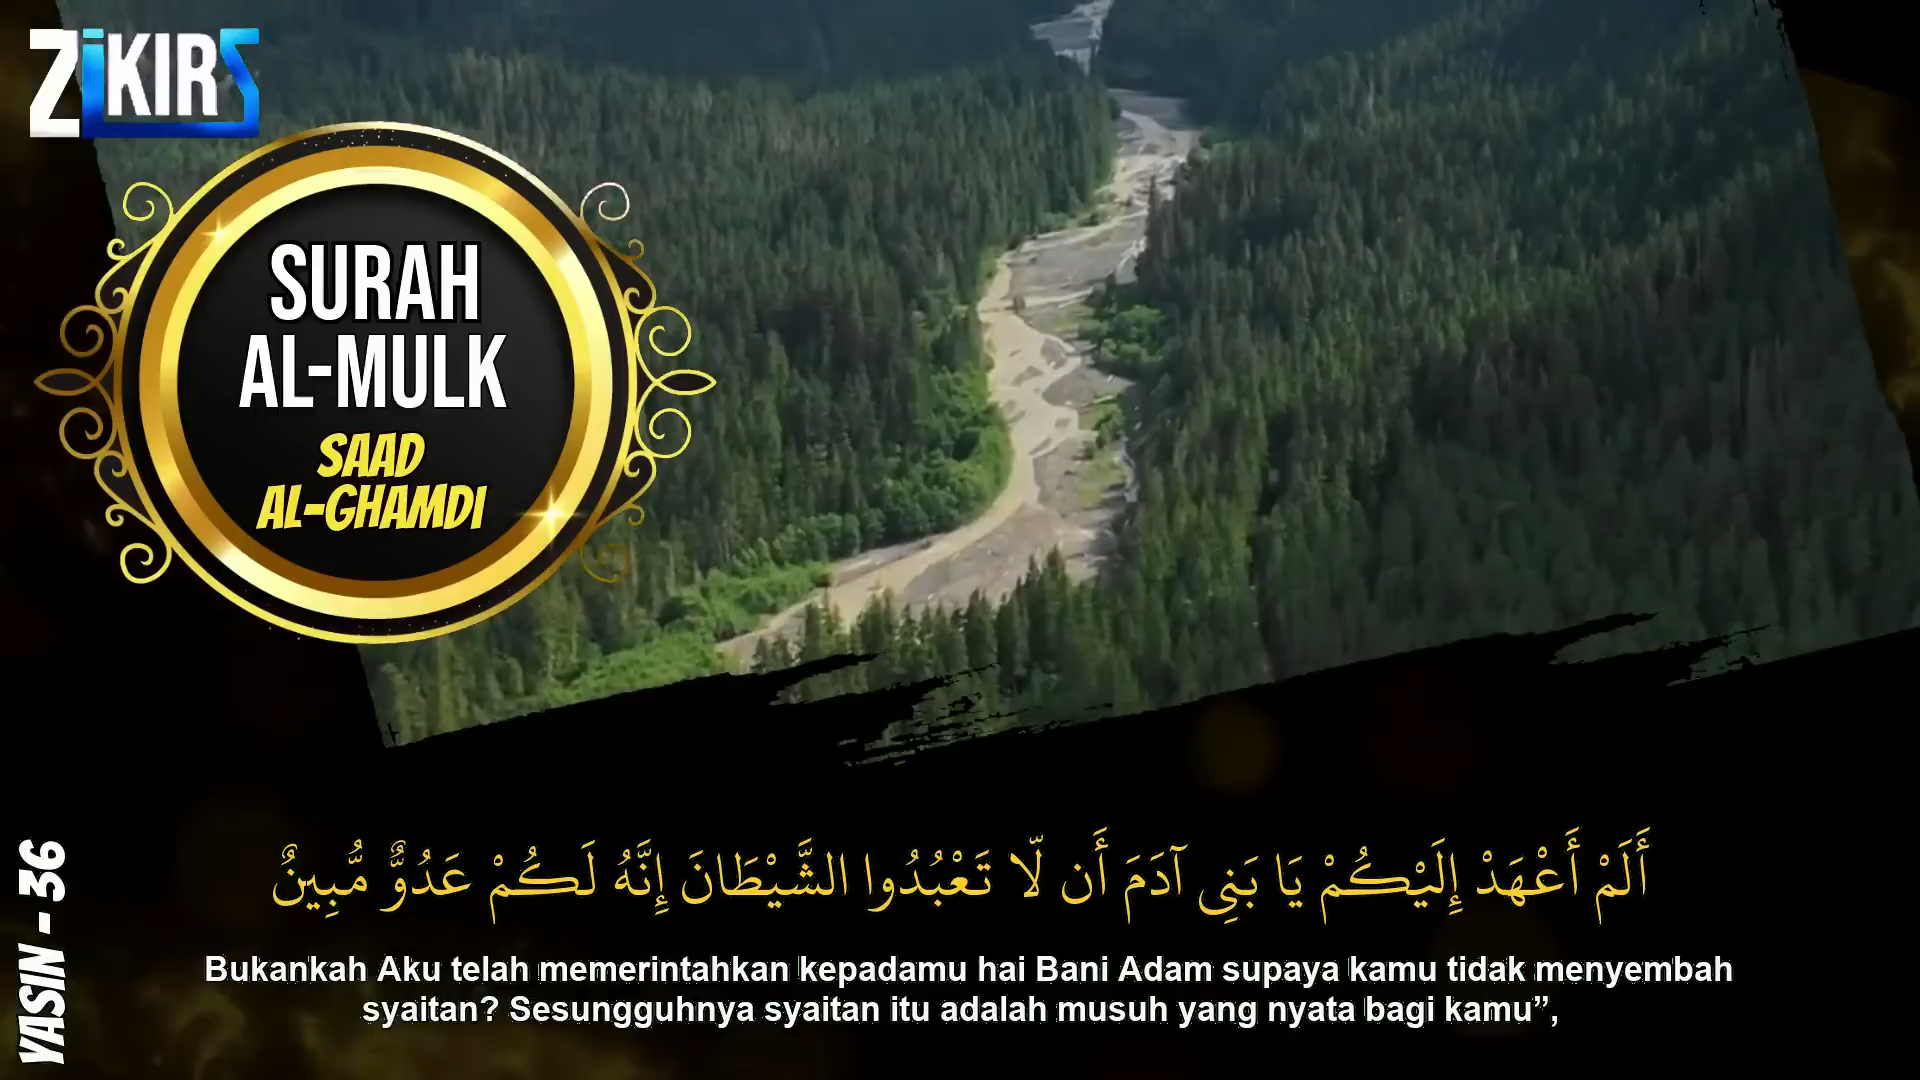 ZiKIRS
SURAH
AL-MULK
SAAD
AL-GHAMDI
أَلَمْ أَعْهَدْ إِلَيْكُمْ يَا بَنِي آدَمَ أَن لَّا تَعْبُدُوا الشَّيْطَانَ إِنَّهُ لَكُمْ عَدُوٌّ مُّبِينٌ
Bukankah Aku telah memerintahkan kepadamu hai Bani Adam supaya kamu tidak menyembah
syaitan? Sesungguhnya syaitan itu adalah musuh yang nyata bagi kamu”,
YASIN - 36